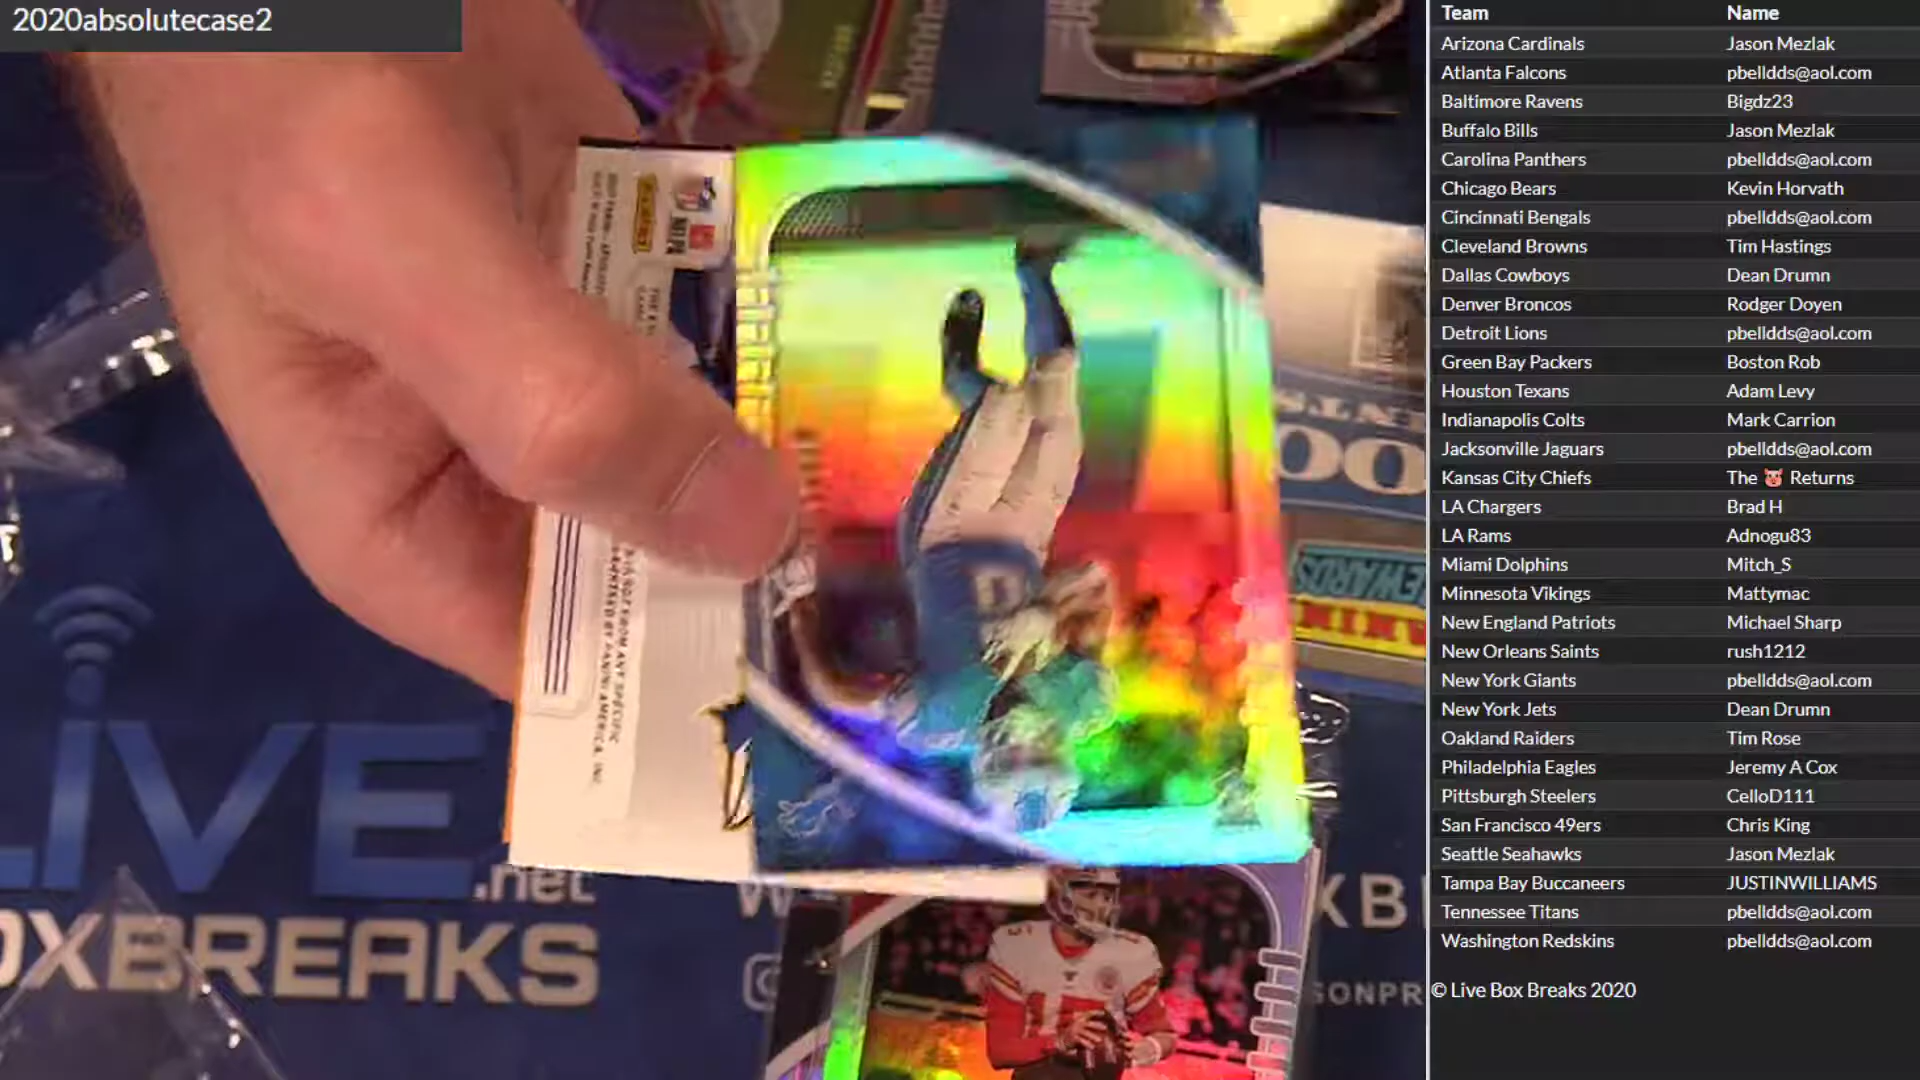 2020absolutecase2
Team Name
Arizona Cardinals Jason Mezlak
Atlanta Falcons pbelldds@aol.com
Baltimore Ravens Bigdz23
Buffalo Bills Jason Mezlak
Carolina Panthers pbelldds@aol.com
Chicago Bears Kevin Horvath
Cincinnati Bengals pbelldds@aol.com
Cleveland Browns Tim Hastings
Dallas Cowboys Dean Drumn
Denver Broncos Rodger Doyen
Detroit Lions pbelldds@aol.com
Green Bay Packers Boston Rob
Houston Texans Adam Levy
Indianapolis Colts Mark Carrion
Jacksonville Jaguars pbelldds@aol.com
Kansas City Chiefs The 🐷 Returns
LA Chargers Brad H
LA Rams Adnogu83
Miami Dolphins Mitch_S
Minnesota Vikings Mattymac
New England Patriots Michael Sharp
New Orleans Saints rush1212
New York Giants pbelldds@aol.com
New York Jets Dean Drumn
Oakland Raiders Tim Rose
Philadelphia Eagles Jeremy A Cox
Pittsburgh Steelers CelloD111
San Francisco 49ers Chris King
Seattle Seahawks Jason Mezlak
Tampa Bay Buccaneers JUSTINWILLIAMS
Tennessee Titans pbelldds@aol.com
Washington Redskins pbelldds@aol.com
© Live Box Breaks 2020
LIVE
.net
OXBREAKS
15